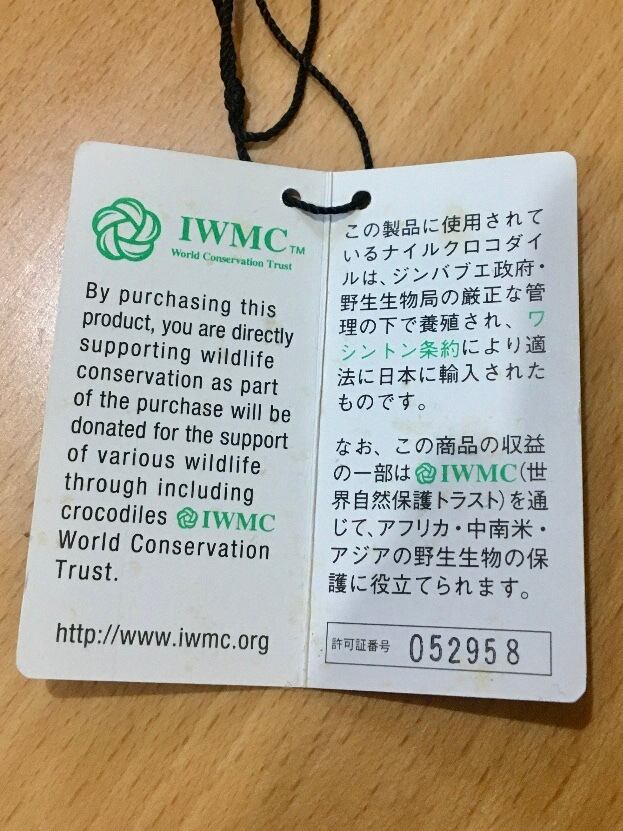 IWMC™
World Conservation Trust
By purchasing this
product, you are directly
supporting wildlife
conservation as part
of the purchase will be
donated for the support
of various wildlife
through including
crocodiles IWMC
World Conservation
Trust.
http://www.iwmc.org
この製品に使用されて
いるナイルクロコダイ
ルは、ジンバブエ政府・
野生生物局の厳正な管
理の下で養殖され、ワ
シントン条約により適
法に日本に輸入された
ものです。
なお、この商品の収益
の一部はIWMC(世
界自然保護トラスト)を通
じて、アフリカ・中南米・
アジアの野生生物の保
護に役立てられます。
許可証番号 052958